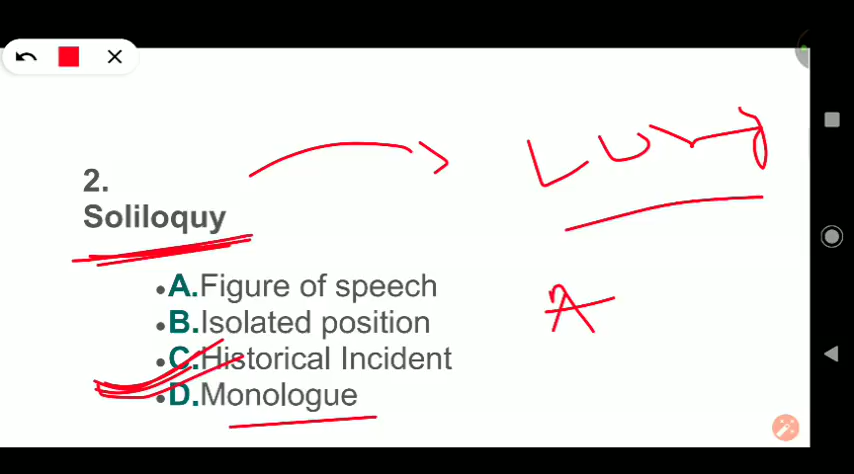 2.
Soliloquy
•A.Figure of speech
•B.Isolated position
•C.Historical Incident
•D.Monologue
A